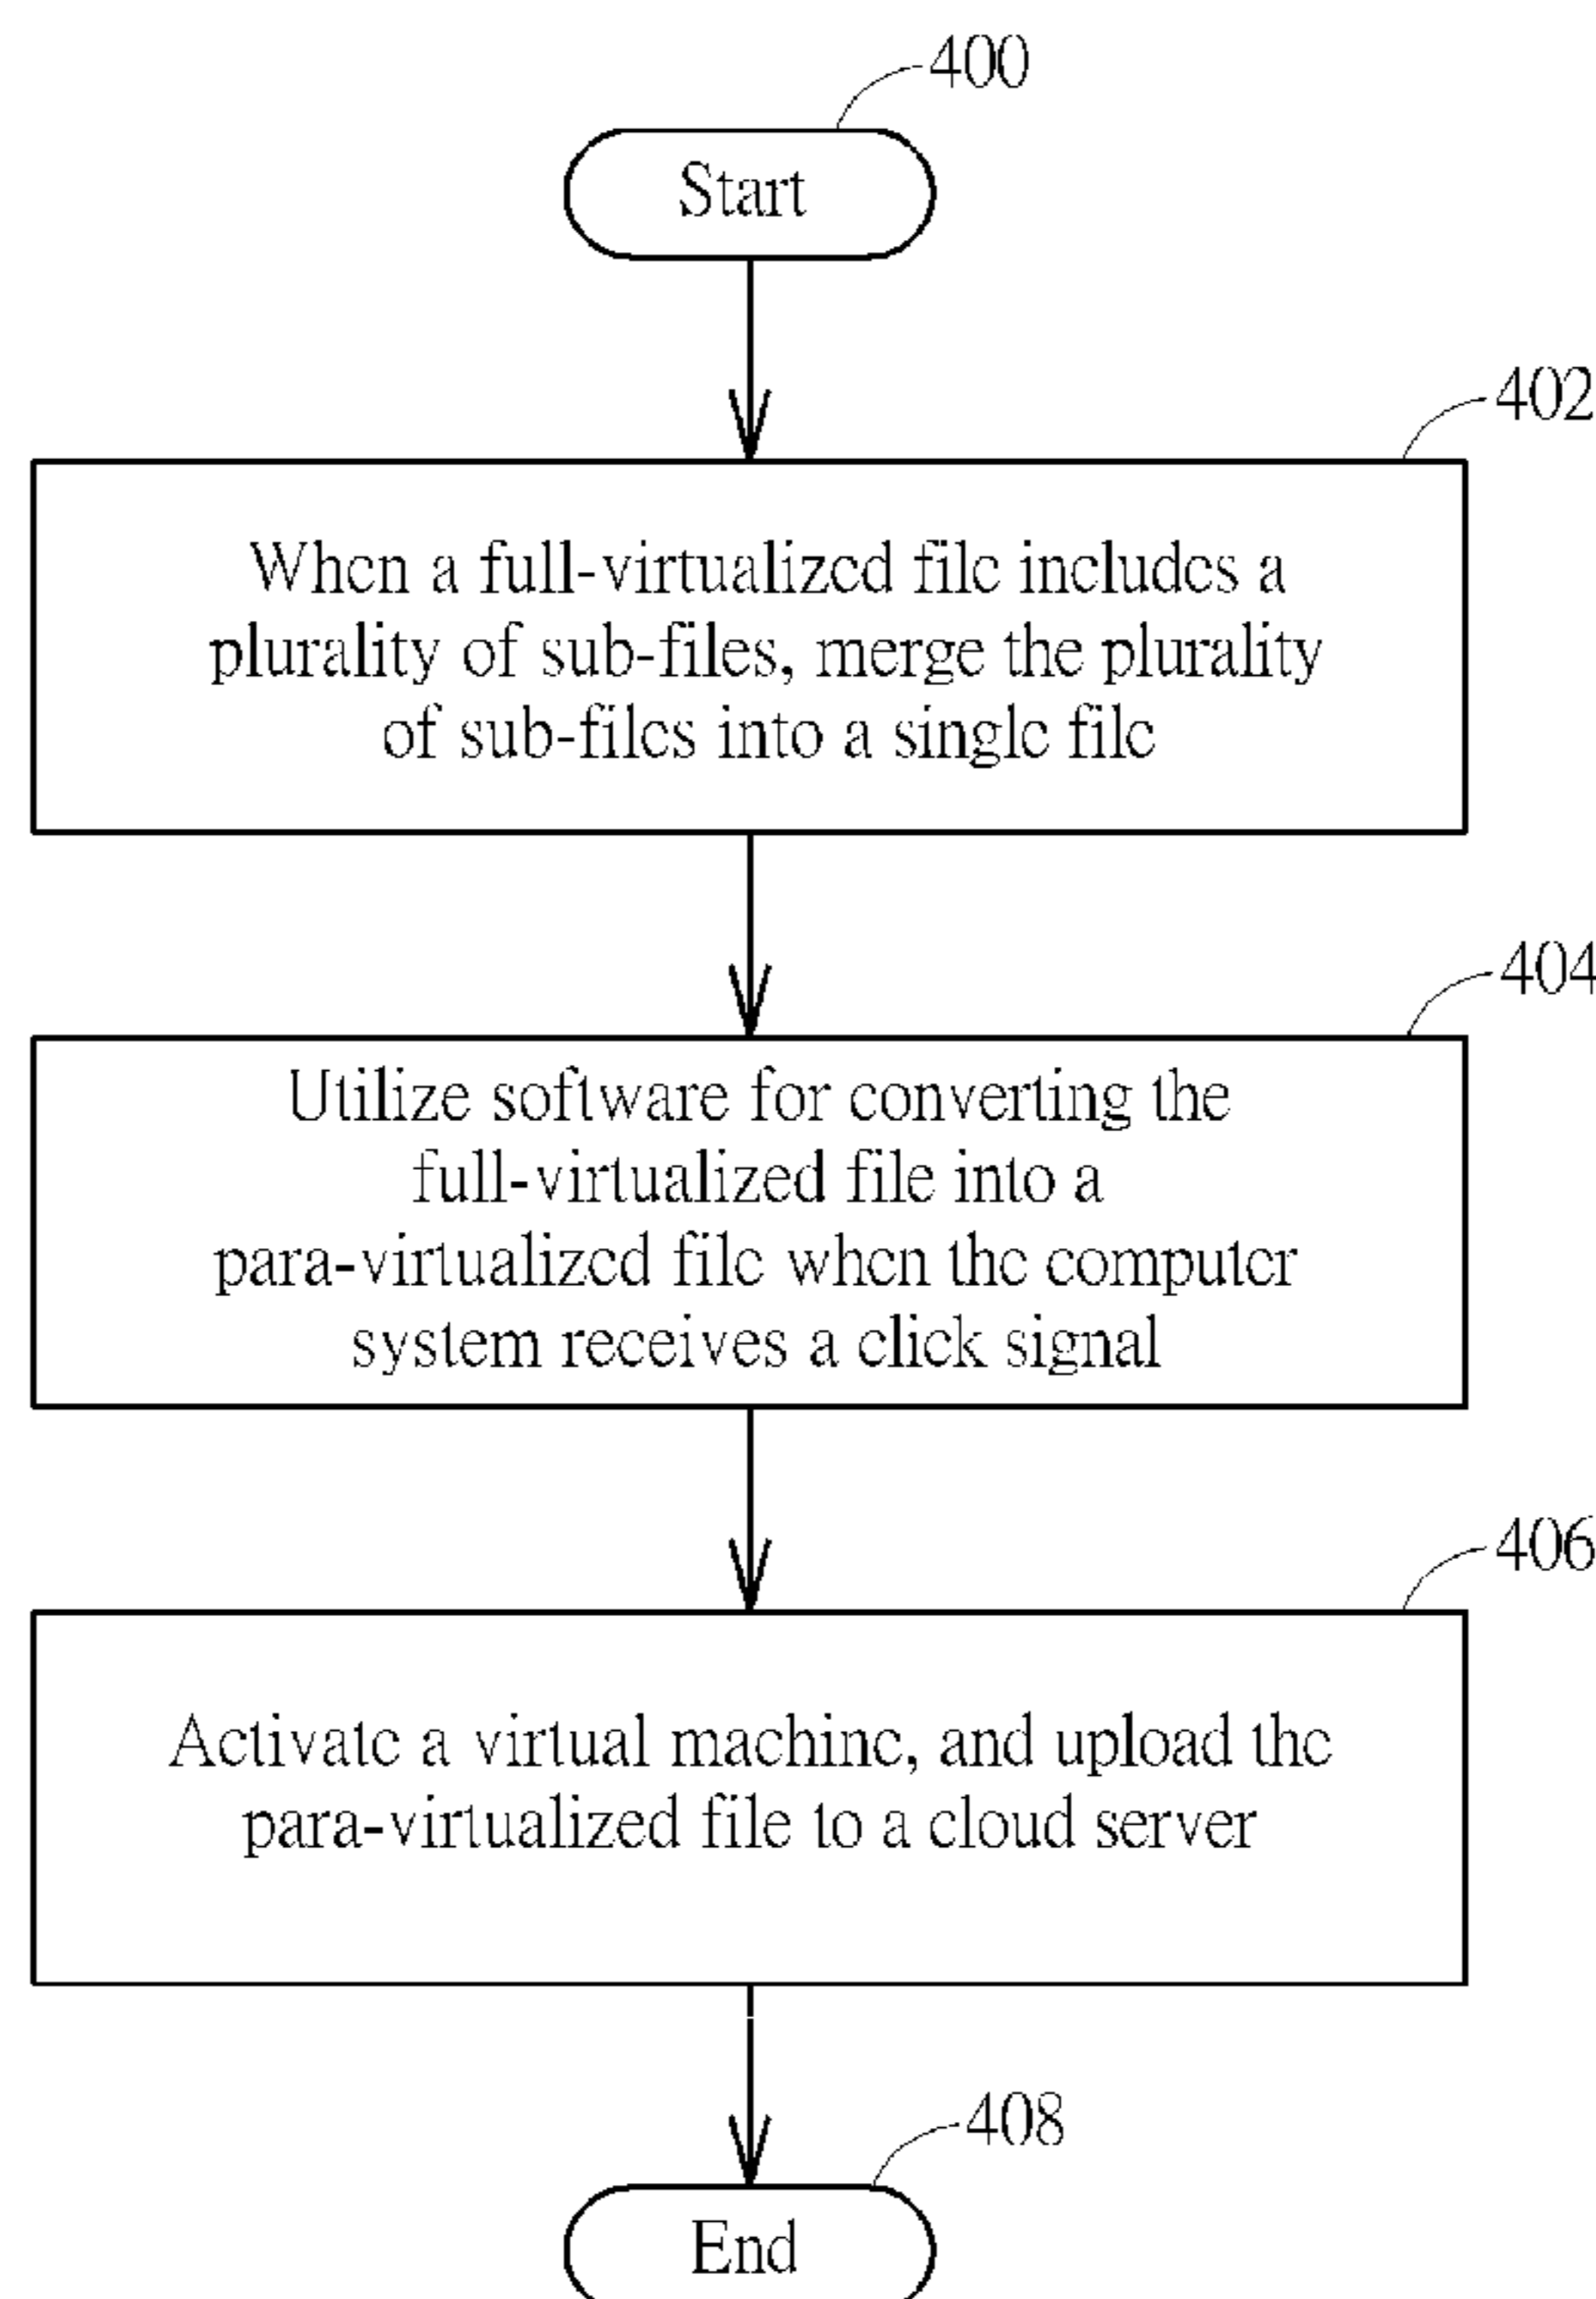 400
Start
402
When a full-virtualized file includes a
plurality of sub-files, merge the plurality
of sub-files into a single file
404
Utilize software for converting the
full-virtualized file into a
para-virtualized file when the computer
system receives a click signal
406
Activate a virtual machine, and upload the
para-virtualized file to a cloud server
408
End